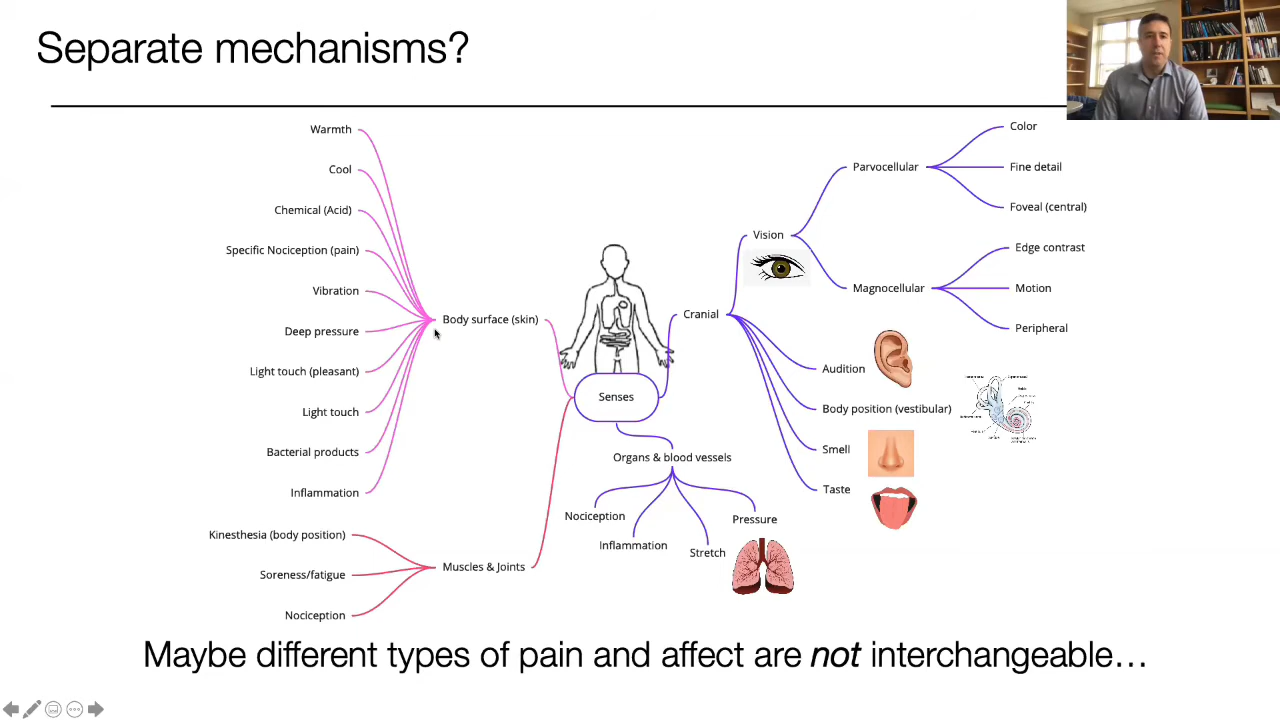 Separate mechanisms?
Warmth
Cool
Chemical (Acid)
Specific Nociception (pain)
Vibration
Deep pressure
Light touch (pleasant)
Light touch
Bacterial products
Inflammation
Body surface (skin)
Kinesthesia (body position)
Soreness/fatigue
Nociception
Muscles & Joints
Senses
Organs & blood vessels
Nociception
Inflammation
Stretch
Pressure
Cranial
Vision
Parvocellular
Color
Fine detail
Foveal (central)
Magnocellular
Edge contrast
Motion
Peripheral
Audition
Body position (vestibular)
Smell
Taste
Maybe different types of pain and affect are not interchangeable…